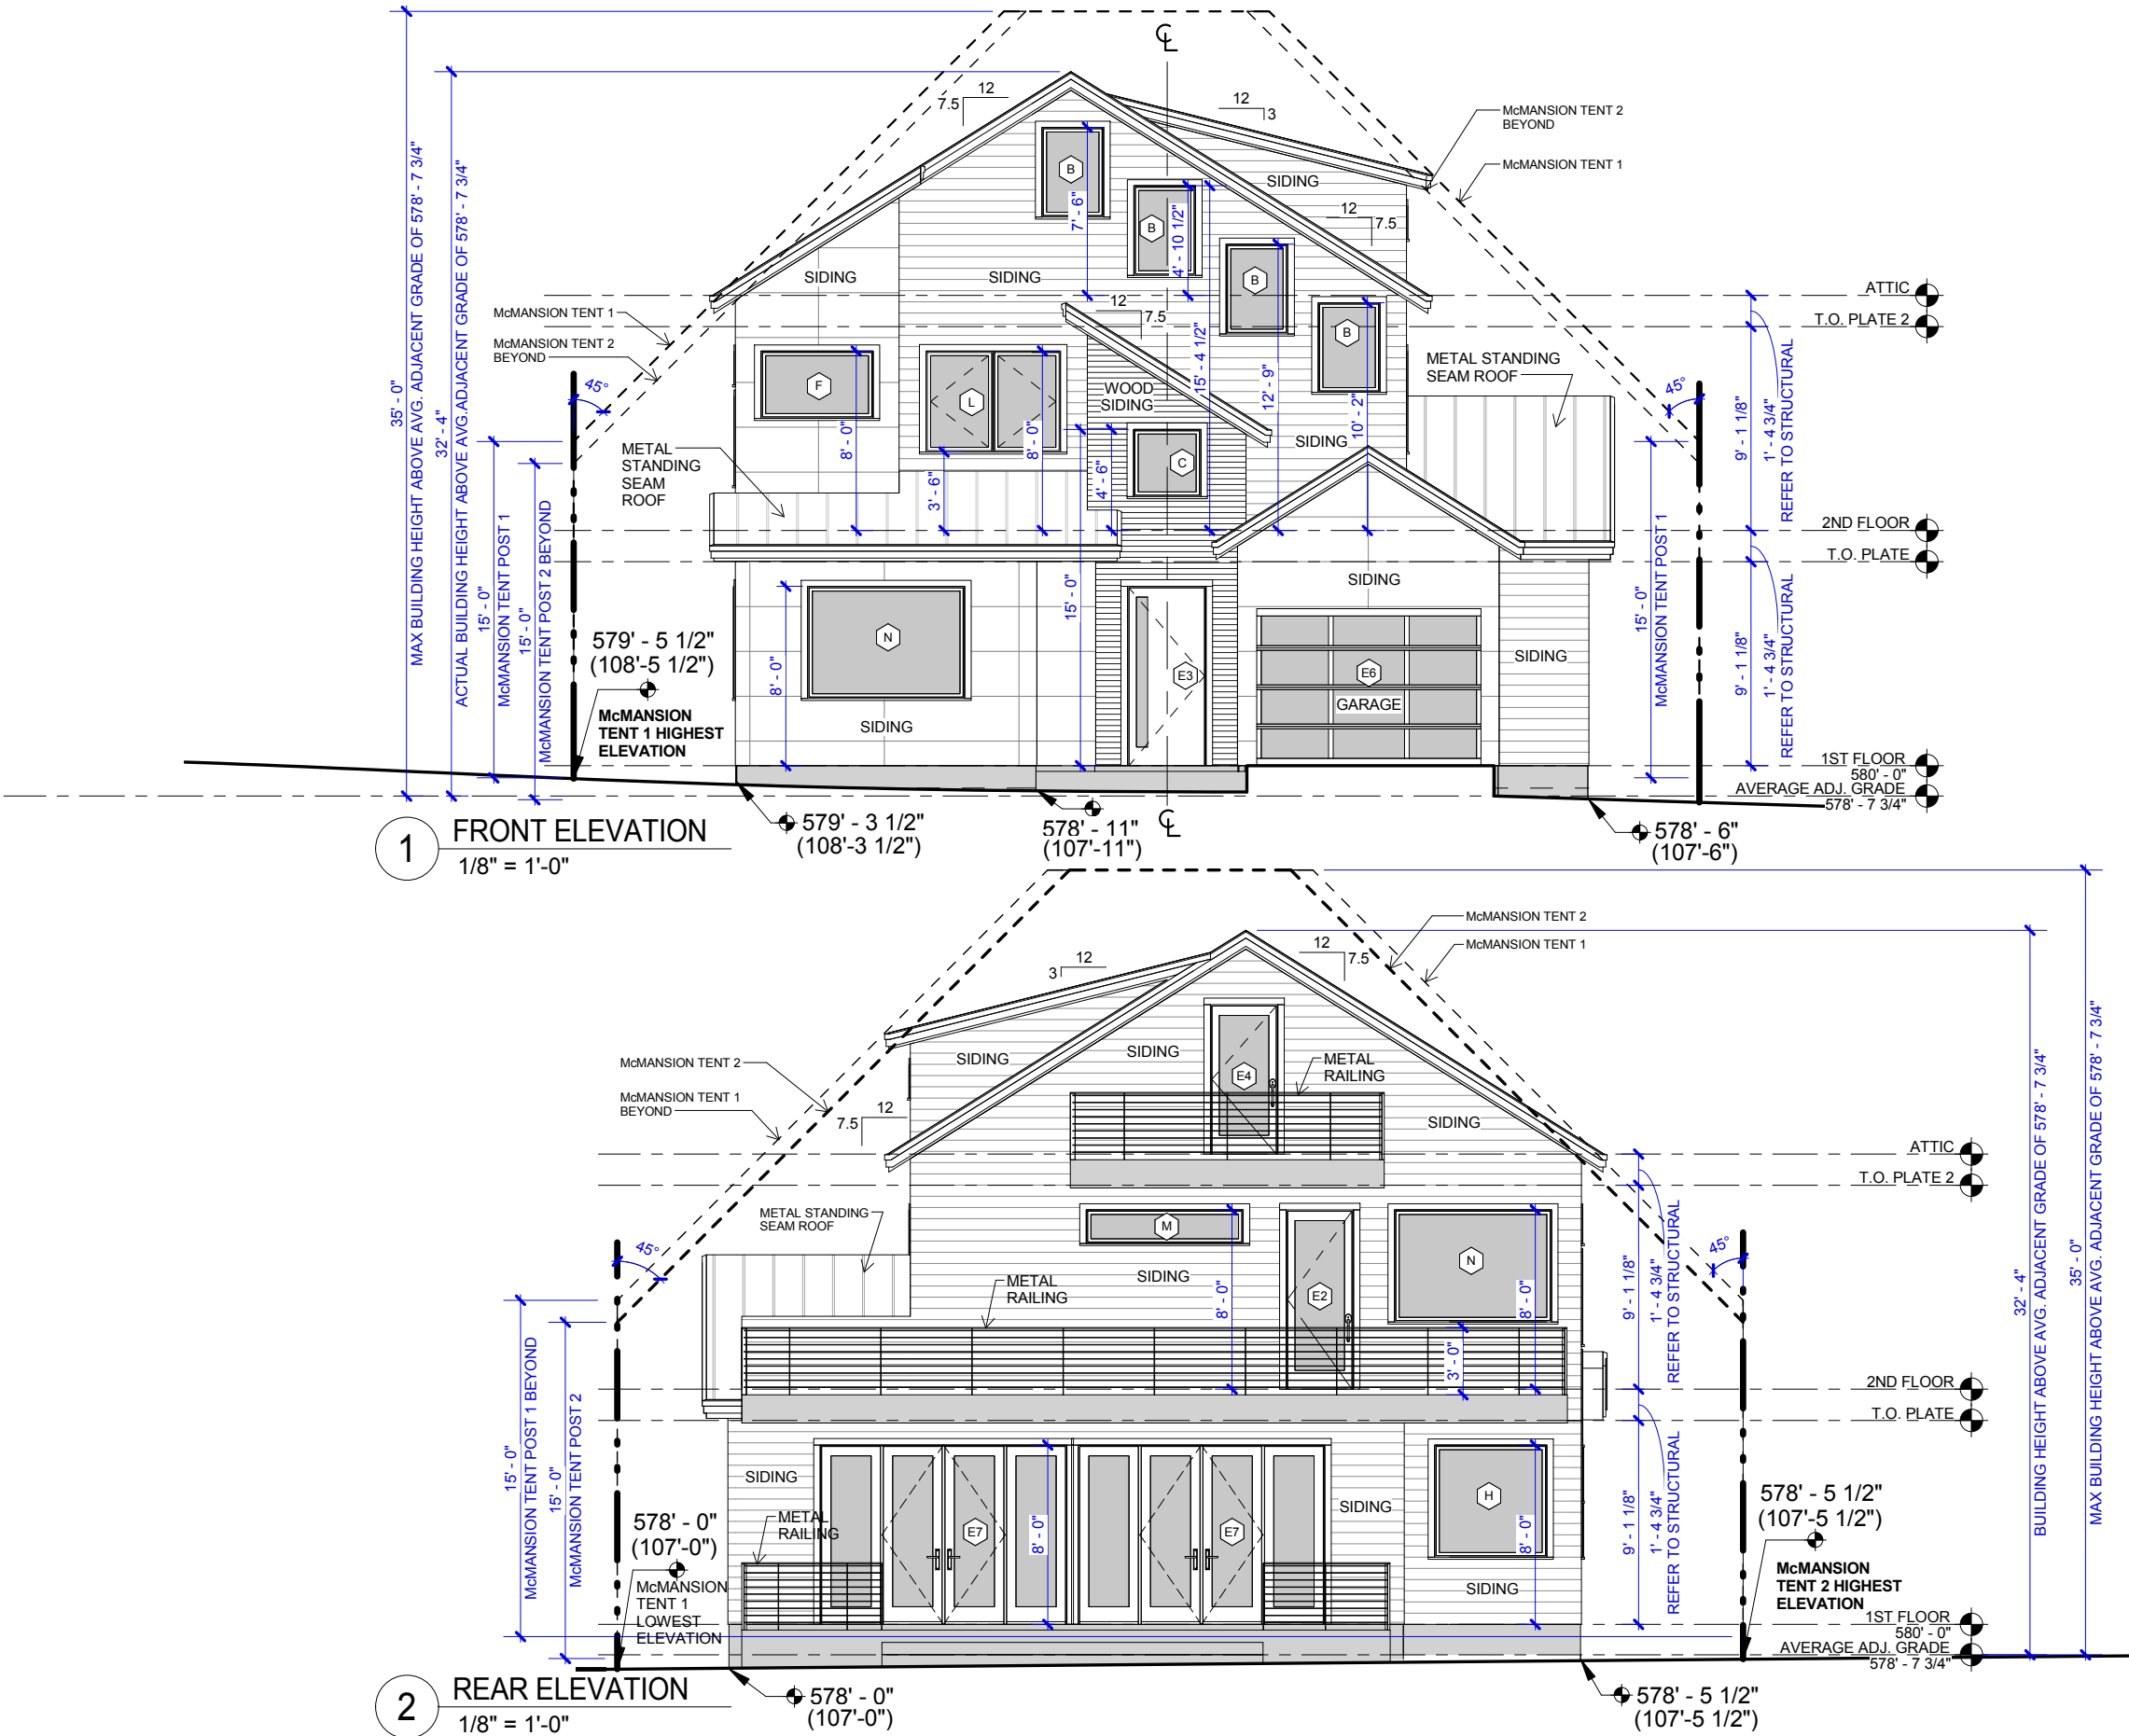 ℄
12
7.5
12
3
McMANSION TENT 2
BEYOND
McMANSION TENT 1
B
SIDING
7' - 6"
B
4' - 10 1/2"
12
7.5
B
SIDING
SIDING
ATTIC
12
7.5
B
T.O. PLATE 2
McMANSION TENT 1
McMANSION TENT 2
BEYOND
45°
F
L
WOOD
SIDING
15' - 4 1/2"
12' - 9"
10' - 2"
METAL STANDING
SEAM ROOF
45°
METAL
STANDING
SEAM
ROOF
8' - 0"
3' - 6"
8' - 0"
4' - 6"
C
SIDING
35' - 0"
MAX BUILDING HEIGHT ABOVE AVG. ADJACENT GRADE OF 578' - 7 3/4"
32' - 4"
ACTUAL BUILDING HEIGHT ABOVE AVG.ADJACENT GRADE OF 578' - 7 3/4"
15' - 0"
McMANSION TENT POST 1
15' - 0"
McMANSION TENT POST 2 BEYOND
9' - 1 1/8"
1' - 4 3/4"
REFER TO STRUCTURAL
2ND FLOOR
T.O. PLATE
15' - 0"
SIDING
8' - 0"
N
E3
E6
GARAGE
SIDING
SIDING
15' - 0"
McMANSION TENT POST 1
9' - 1 1/8"
1' - 4 3/4"
REFER TO STRUCTURAL
579' - 5 1/2"
(108'-5 1/2")
McMANSION
TENT 1 HIGHEST
ELEVATION
1ST FLOOR
580' - 0"
AVERAGE ADJ. GRADE
578' - 7 3/4"
1
FRONT ELEVATION
1/8" = 1'-0"
579' - 3 1/2"
(108'-3 1/2")
578' - 11"
(107'-11")
℄
578' - 6"
(107'-6")
McMANSION TENT 2
McMANSION TENT 1
3
12
12
7.5
SIDING
SIDING
E4
METAL
RAILING
McMANSION TENT 2
McMANSION TENT 1
BEYOND
7.5
12
SIDING
ATTIC
T.O. PLATE 2
METAL STANDING
SEAM ROOF
M
N
45°
45°
SIDING
METAL
RAILING
8' - 0"
E2
8' - 0"
3' - 0"
9' - 1 1/8"
1' - 4 3/4"
REFER TO STRUCTURAL
32' - 4"
BUILDING HEIGHT ABOVE AVG. ADJACENT GRADE OF 578' - 7 3/4"
35' - 0"
MAX BUILDING HEIGHT ABOVE AVG. ADJACENT GRADE OF 578' - 7 3/4"
15' - 0"
McMANSION TENT POST 1 BEYOND
15' - 0"
McMANSION TENT POST 2
2ND FLOOR
T.O. PLATE
SIDING
METAL
RAILING
E7
8' - 0"
E7
SIDING
H
8' - 0"
SIDING
9' - 1 1/8"
1' - 4 3/4"
REFER TO STRUCTURAL
578' - 0"
(107'-0")
McMANSION
TENT 1
LOWEST
ELEVATION
578' - 5 1/2"
(107'-5 1/2")
McMANSION
TENT 2 HIGHEST
ELEVATION
1ST FLOOR
580' - 0"
AVERAGE ADJ. GRADE
578' - 7 3/4"
2
REAR ELEVATION
1/8" = 1'-0"
578' - 0"
(107'-0")
578' - 5 1/2"
(107'-5 1/2")